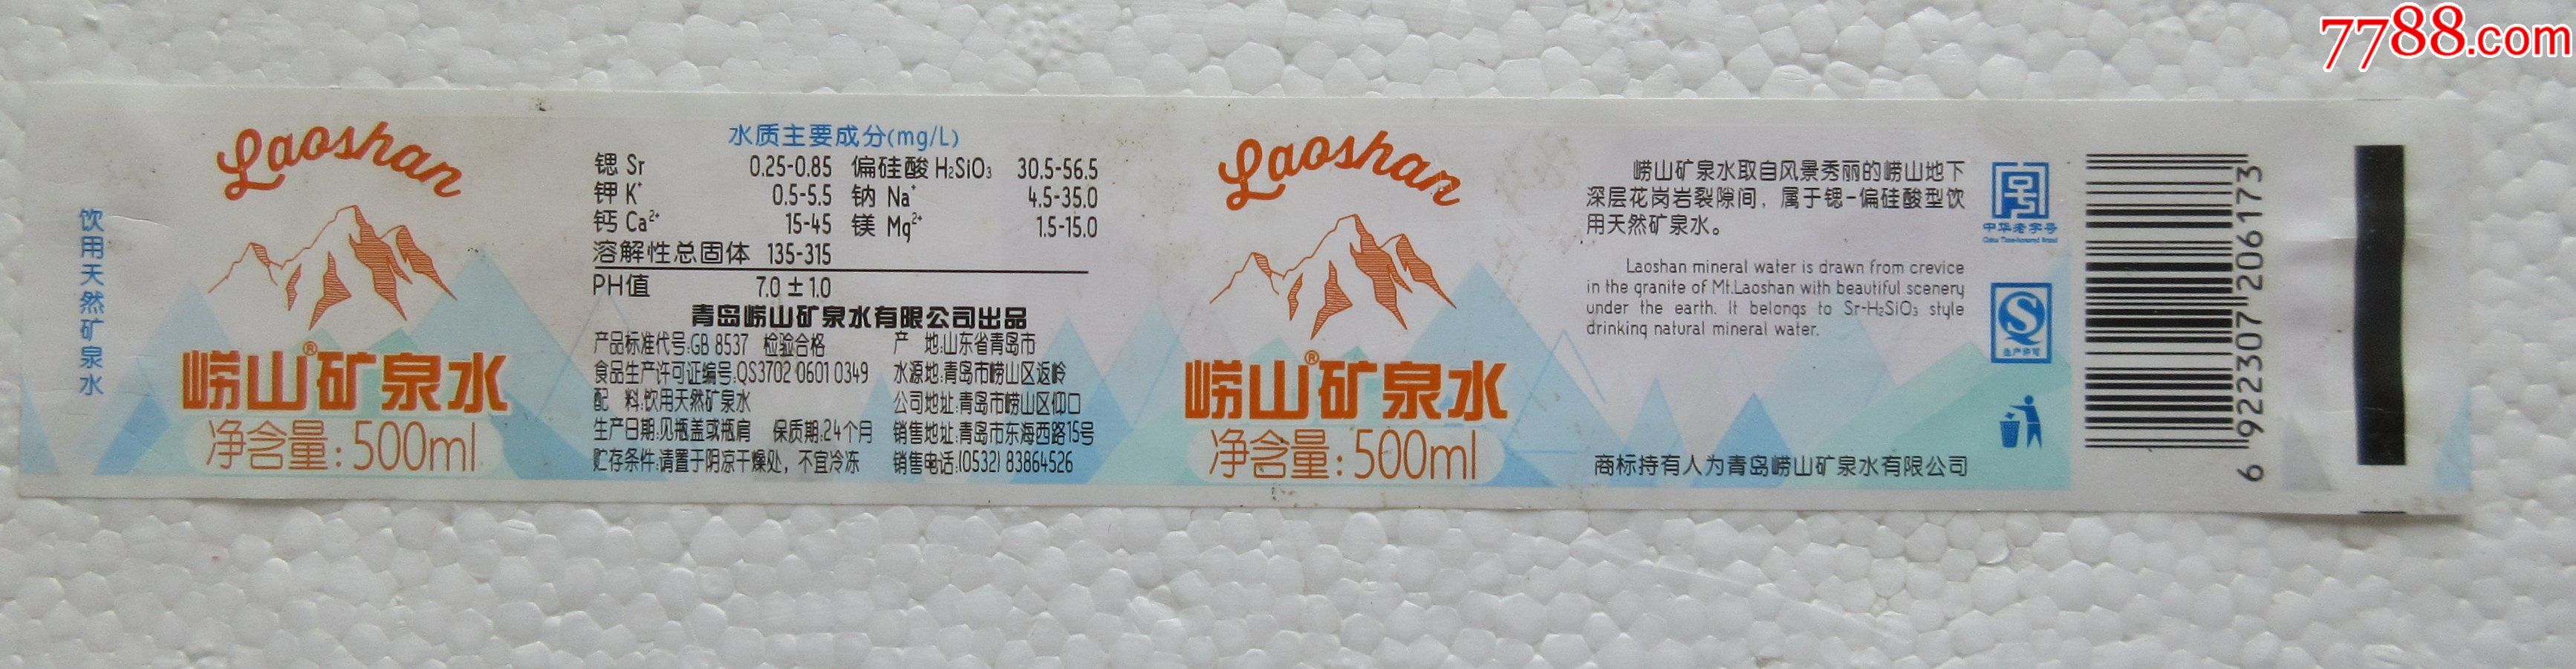 7788.com
饮用天然矿泉水
Laoshan
崂山®矿泉水
净含量:500ml
水质主要成分(mg/L)
锶 Sr 0.25-0.85 偏硅酸 H₂SiO₃ 30.5-56.5
钾 K⁺ 0.5-5.5 钠 Na⁺ 4.5-35.0
钙 Ca²⁺ 15-45 镁 Mg²⁺ 1.5-15.0
溶解性总固体 135-315
PH值 7.0±1.0
青岛崂山矿泉水有限公司出品
产品标准代号:GB 8537 检验合格
食品生产许可证编号:QS3702 0601 0349
配 料:饮用天然矿泉水
生产日期:见瓶盖或瓶肩 保质期:24个月
贮存条件:请置于阴凉干燥处，不宜冷冻
产 地:山东省青岛市
水源地:青岛市崂山区返岭
公司地址:青岛市崂山区仰口
销售地址:青岛市东海西路15号
销售电话:(0532) 83864526
Laoshan
崂山®矿泉水
净含量:500ml
崂山矿泉水取自风景秀丽的崂山地下
深层花岗岩裂隙间，属于锶-偏硅酸型饮
用天然矿泉水。
Laoshan mineral water is drawn from crevice
in the granite of Mt.Laoshan with beautiful scenery
under the earth. It belongs to Sr-H₂SiO₃ style
drinking natural mineral water.
商标持有人为青岛崂山矿泉水有限公司
中华老字号
China Time-honored Brand
生产许可
6 922307 206173